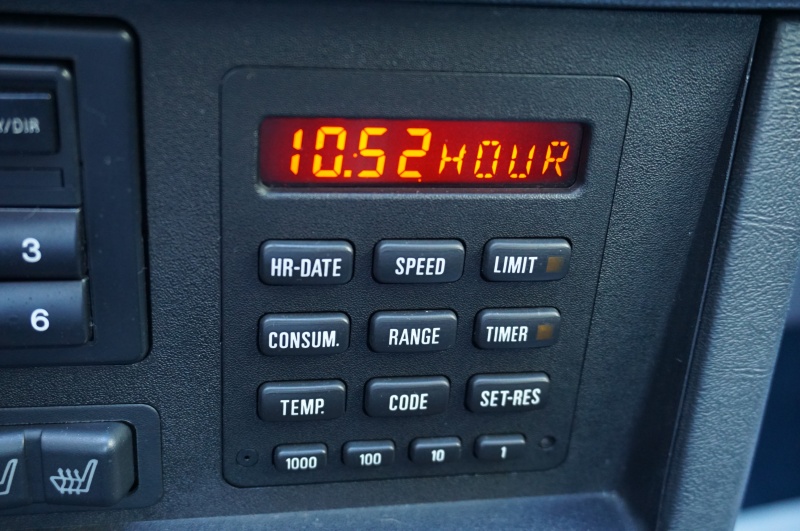 /DIR
3
6
10:52 HOUR
HR-DATE SPEED LIMIT
CONSUM. RANGE TIMER
TEMP. CODE SET-RES
1000 100 10 1